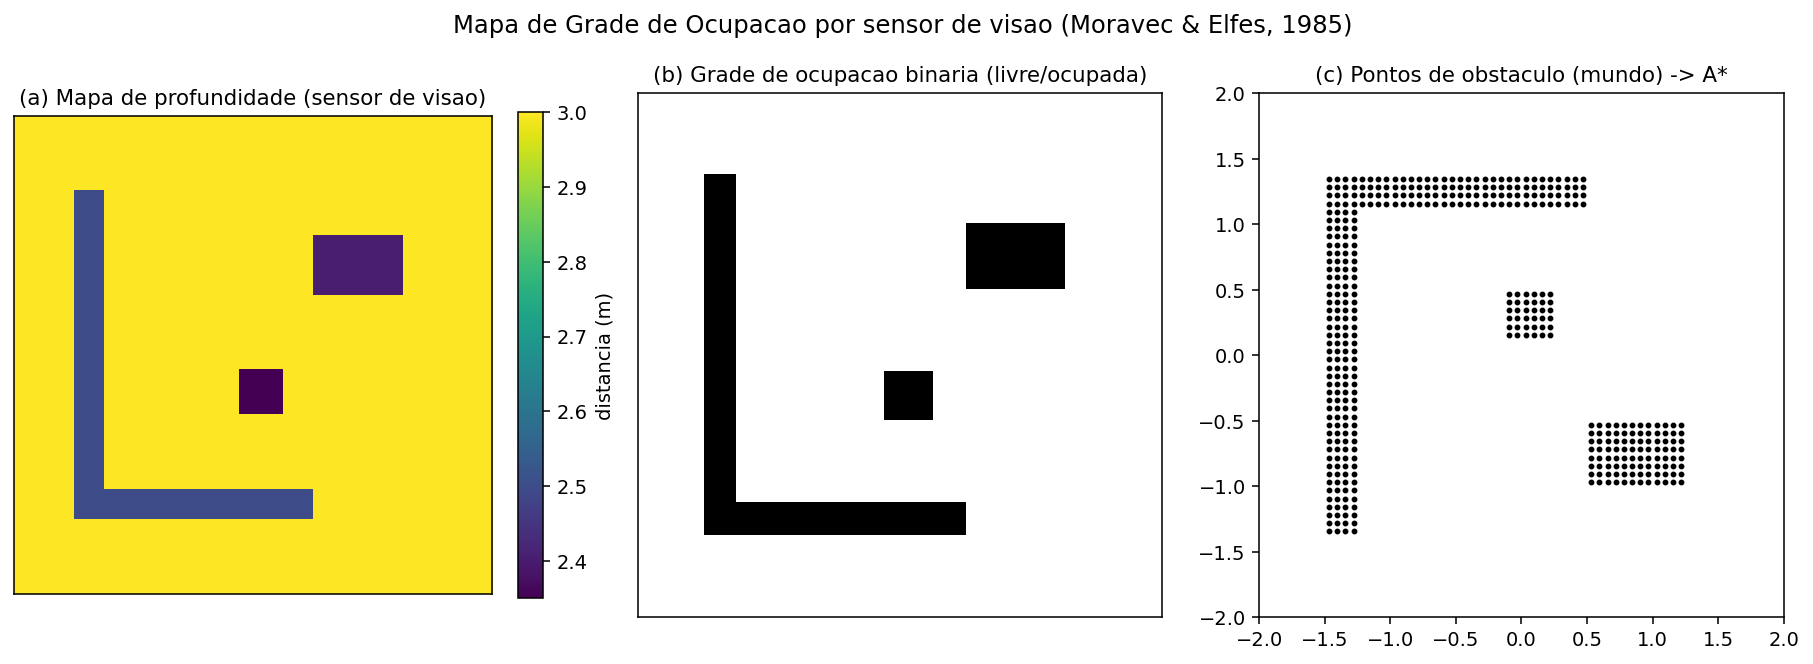 Mapa de Grade de Ocupacao por sensor de visao (Moravec & Elfes, 1985)
(a) Mapa de profundidade (sensor de visao)
3.0
2.9
2.8
2.7
2.6
2.5
2.4
distancia (m)
(b) Grade de ocupacao binaria (livre/ocupada)
(c) Pontos de obstaculo (mundo) -> A*
2.0
1.5
1.0
0.5
0.0
−0.5
−1.0
−1.5
−2.0
−2.0 −1.5 −1.0 −0.5 0.0 0.5 1.0 1.5 2.0